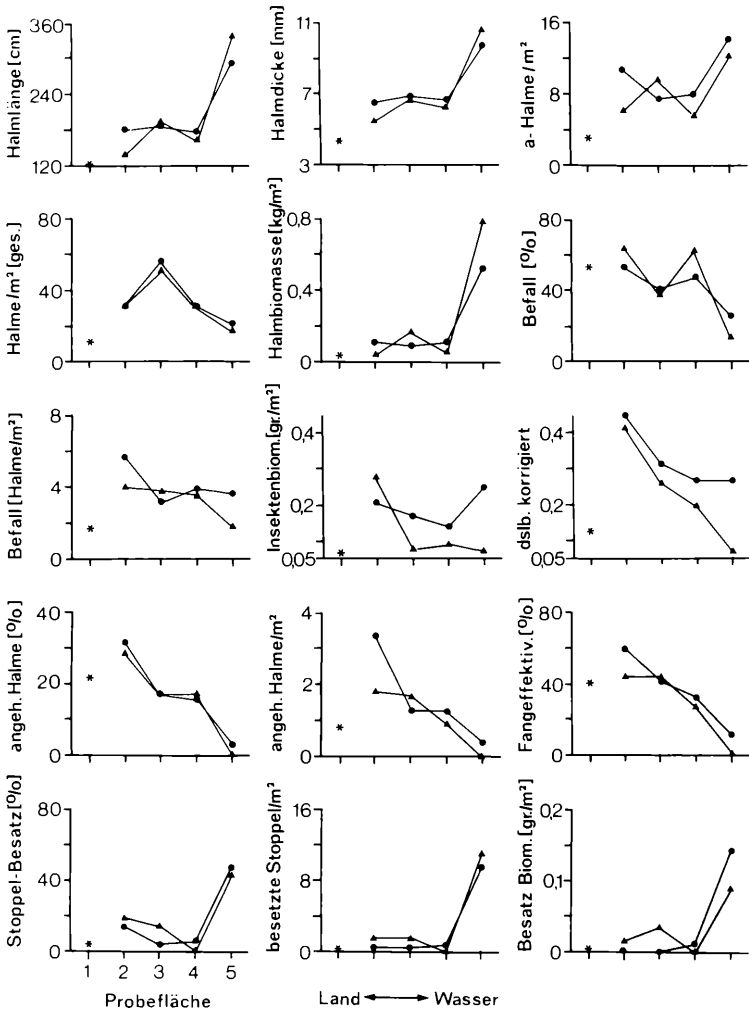 Halmlänge [cm]
360
240
120
Halmdicke [mm]
11
7
3
a-Halme/m²
16
8
0
Halme/m² [ges.]
80
40
0
Halmbiomasse [kg/m²]
0,8
0,4
0
Befall [%]
80
40
0
Befall [Halme/m²]
8
4
0
Insektenbiom. [gr./m²]
0,4
0,2
0,05
dslb. korrigiert
0,4
0,2
0,05
angeh. Halme [%]
40
20
0
angeh. Halme/m²
4
2
0
Fangeffektiv. [%]
80
40
0
Stoppel-Besatz [%]
80
40
0
besetzte Stoppel/m²
16
8
0
Besatz Biom. [gr/m²]
0,2
0,1
0
1 2 3 4 5
Probefläche
Land ◄──► Wasser